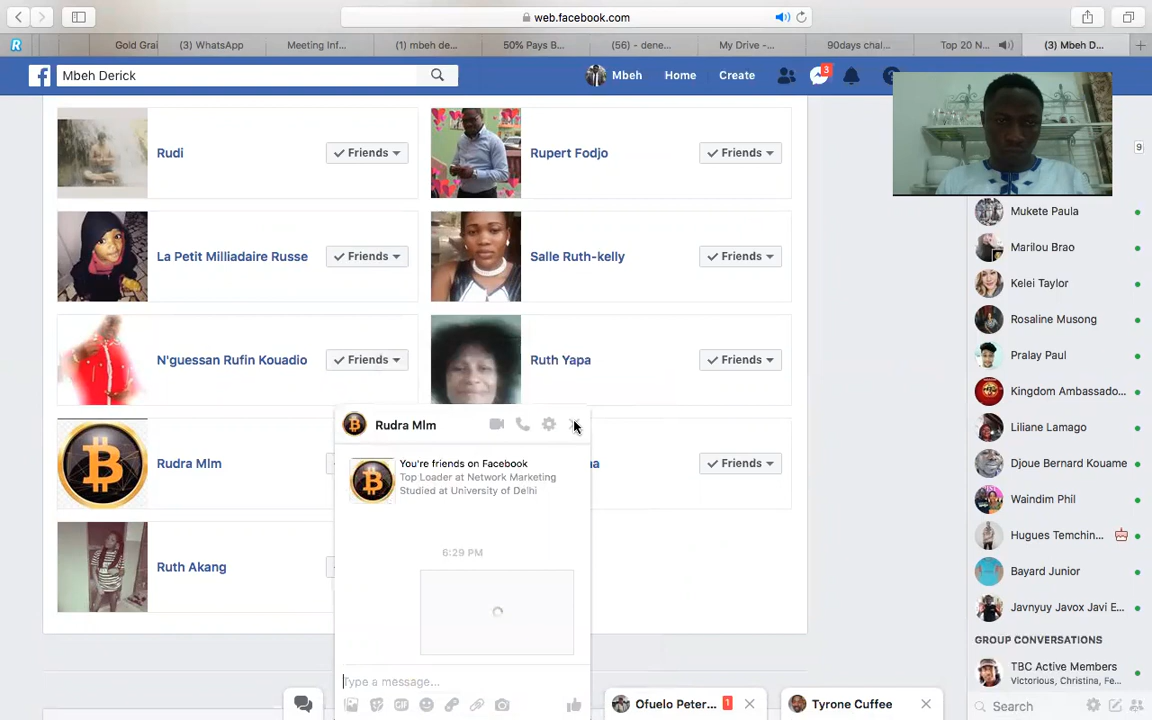 web.facebook.com
R
Gold Grai
(3) WhatsApp
Meeting Inf...
(1) mbeh de...
50% Pays B...
(56) - dene...
My Drive -...
90days chal...
Top 20 N...
(3) Mbeh D...
Mbeh Derick
Mbeh
Home
Create
3
9
Rudi
Friends
Rupert Fodjo
Friends
La Petit Milliadaire Russe
Friends
Salle Ruth-kelly
Friends
N'guessan Rufin Kouadio
Friends
Ruth Yapa
Friends
Rudra Mlm
Friends
Ruth Akang
Rudra Mlm
You're friends on Facebook
Top Loader at Network Marketing
Studied at University of Delhi
6:29 PM
Type a message...
GIF
Mukete Paula
Marilou Brao
Kelei Taylor
Rosaline Musong
Pralay Paul
Kingdom Ambassado...
Liliane Lamago
Djoue Bernard Kouame
Waindim Phil
Hugues Temchin...
Bayard Junior
Javnyuy Javox Javi E...
GROUP CONVERSATIONS
TBC Active Members
Victorious, Christina, Fe...
Search
Ofuelo Peter... 1
Tyrone Cuffee